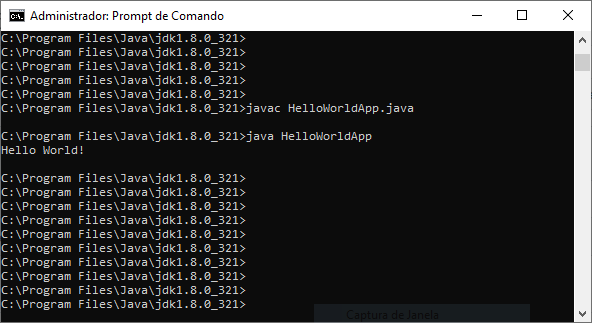 Administrador: Prompt de Comando
C:\Program Files\Java\jdk1.8.0_321>
C:\Program Files\Java\jdk1.8.0_321>
C:\Program Files\Java\jdk1.8.0_321>
C:\Program Files\Java\jdk1.8.0_321>
C:\Program Files\Java\jdk1.8.0_321>
C:\Program Files\Java\jdk1.8.0_321>javac HelloWorldApp.java
C:\Program Files\Java\jdk1.8.0_321>java HelloWorldApp
Hello World!
C:\Program Files\Java\jdk1.8.0_321>
C:\Program Files\Java\jdk1.8.0_321>
C:\Program Files\Java\jdk1.8.0_321>
C:\Program Files\Java\jdk1.8.0_321>
C:\Program Files\Java\jdk1.8.0_321>
C:\Program Files\Java\jdk1.8.0_321>
C:\Program Files\Java\jdk1.8.0_321>
C:\Program Files\Java\jdk1.8.0_321>
C:\Program Files\Java\jdk1.8.0_321>
C:\Program Files\Java\jdk1.8.0_321>
Captura de Janela